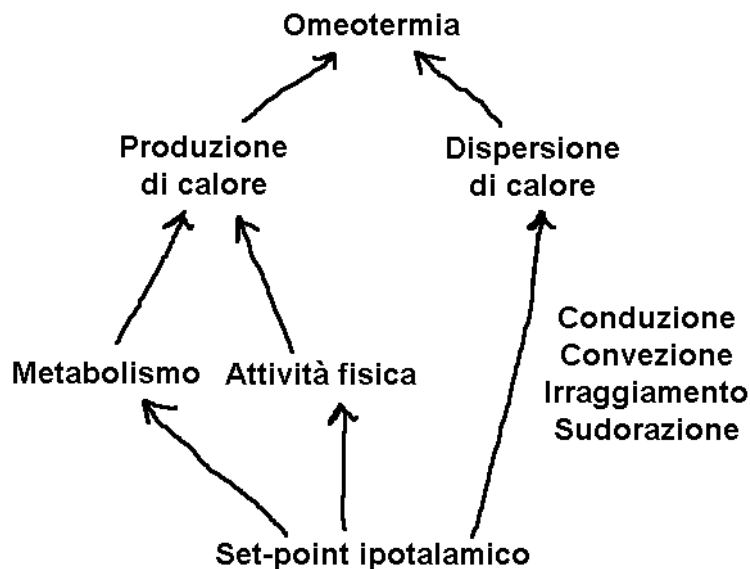 Omeotermia
Produzione
di calore
Dispersione
di calore
Conduzione
Convezione
Irraggiamento
Sudorazione
Metabolismo
Attività fisica
Set-point ipotalamico